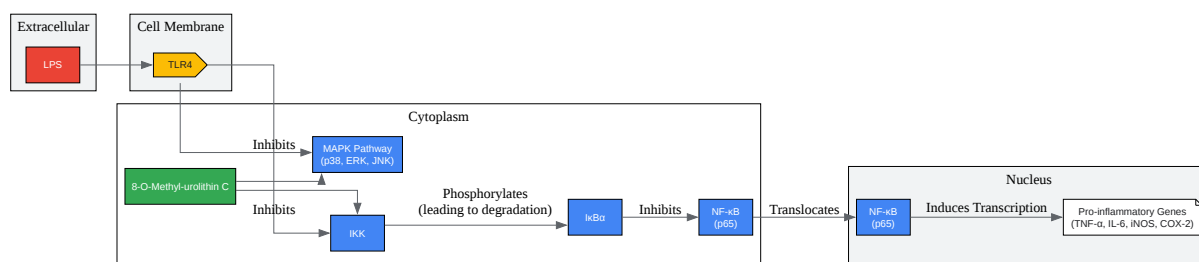 Extracellular
LPS
Cell Membrane
TLR4
Cytoplasm
Inhibits
MAPK Pathway
(p38, ERK, JNK)
8-O-Methyl-urolithin C
Inhibits
IKK
Phosphorylates
(leading to degradation)
IκBα
Inhibits
NF-κB
(p65)
Translocates
Nucleus
NF-κB
(p65)
Induces Transcription
Pro-inflammatory Genes
(TNF-α, IL-6, iNOS, COX-2)